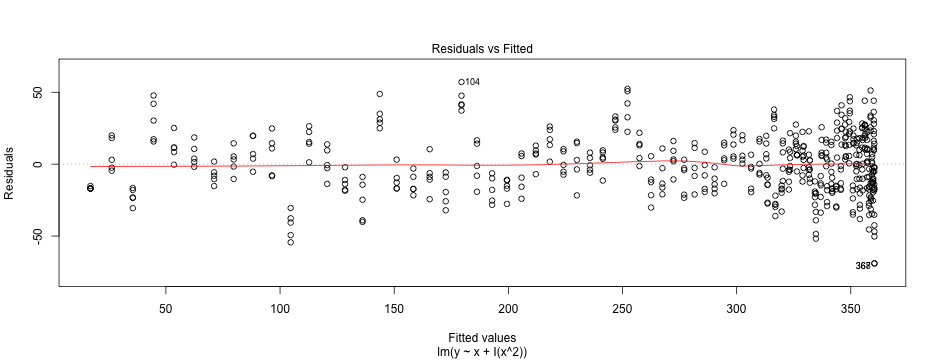 Residuals vs Fitted
104
50
0
-50
Residuals
50
100
150
200
250
300
350
Fitted values
lm(y ~ x + I(x^2))